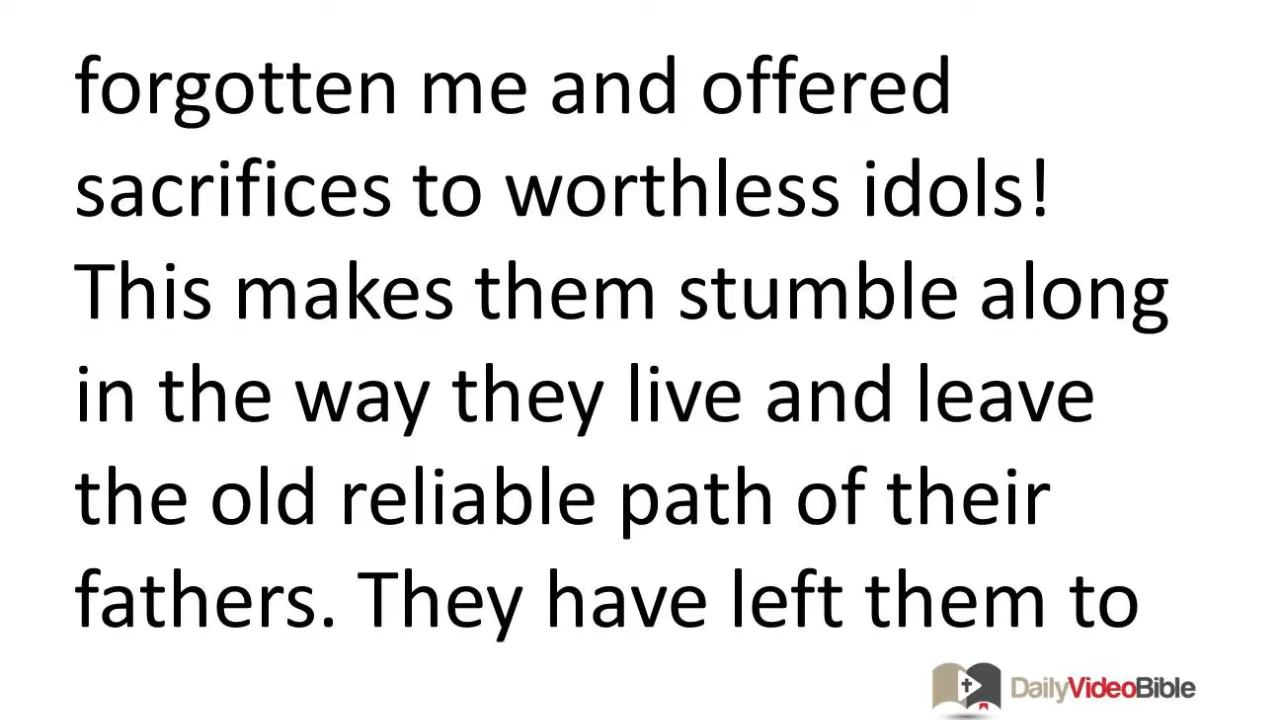 forgotten me and offered
sacrifices to worthless idols!
This makes them stumble along
in the way they live and leave
the old reliable path of their
fathers. They have left them to
DailyVideoBible